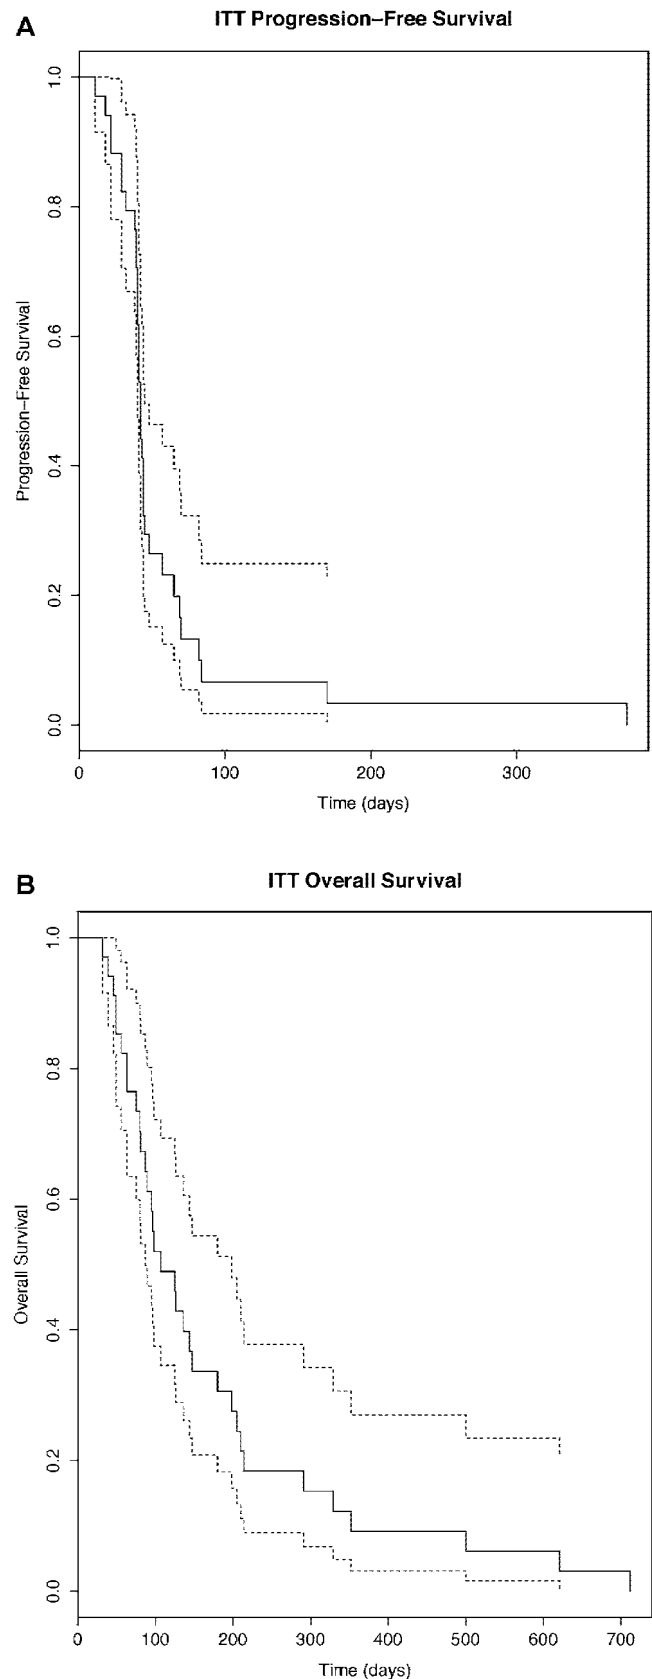 A
ITT Progression–Free Survival
1.0
0.8
0.6
0.4
0.2
0.0
Progression–Free Survival
0 100 200 300
Time (days)
B
ITT Overall Survival
1.0
0.8
0.6
0.4
0.2
0.0
Overall Survival
0 100 200 300 400 500 600 700
Time (days)